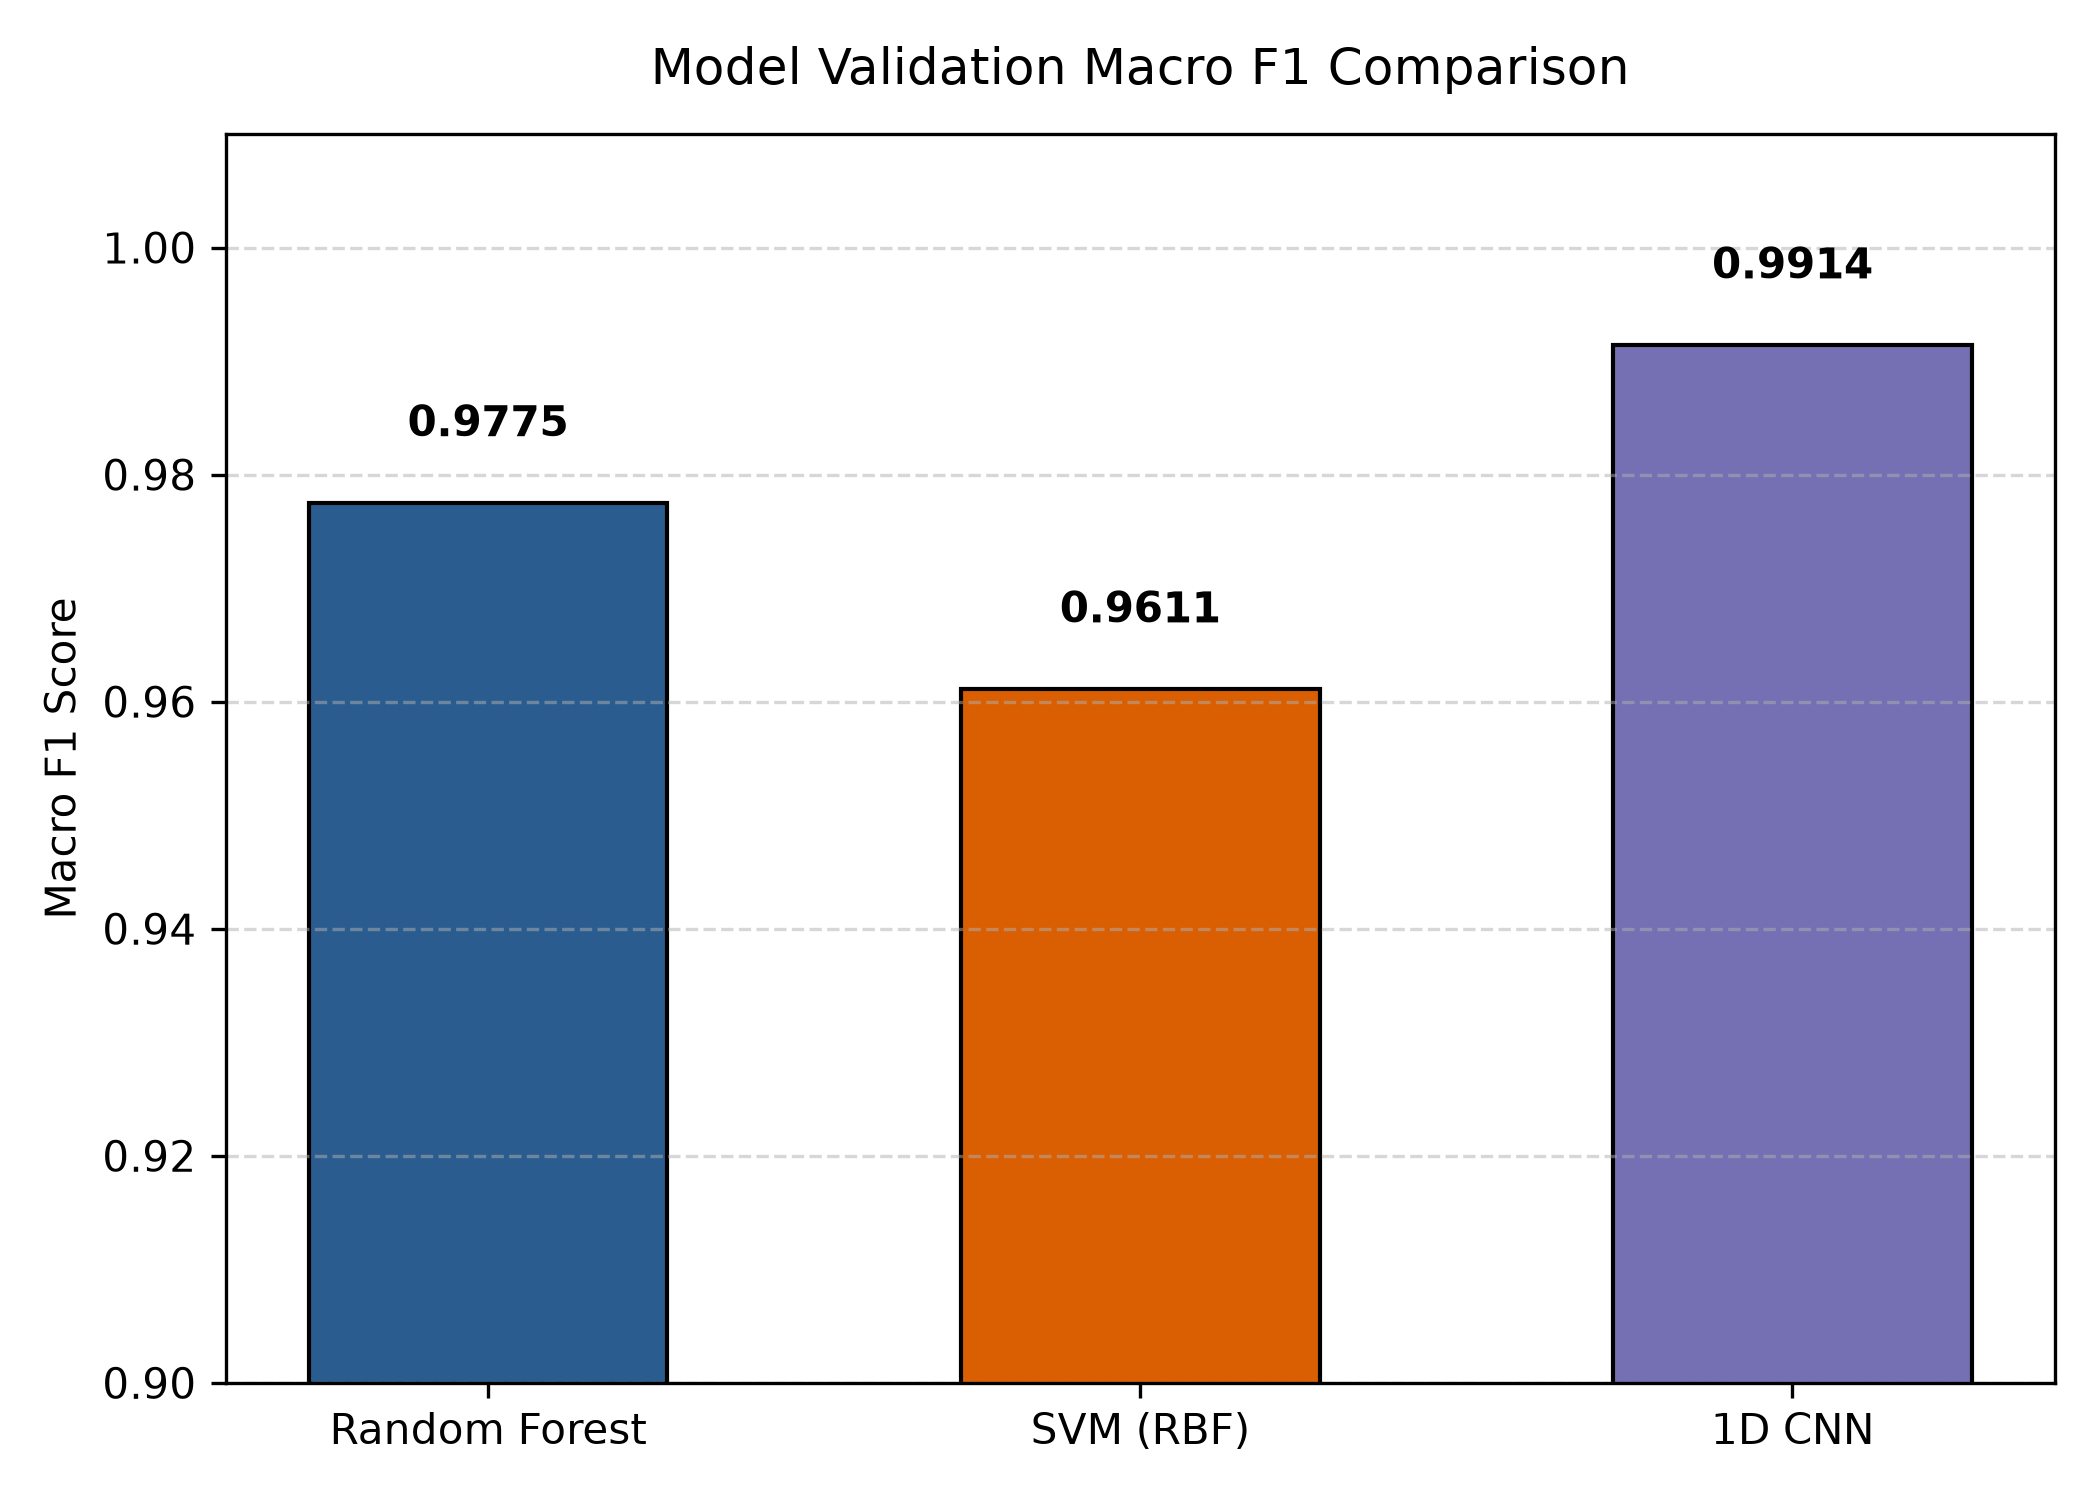 Model Validation Macro F1 Comparison
Macro F1 Score
1.00
0.98
0.96
0.94
0.92
0.90
0.9775
0.9611
0.9914
Random Forest
SVM (RBF)
1D CNN